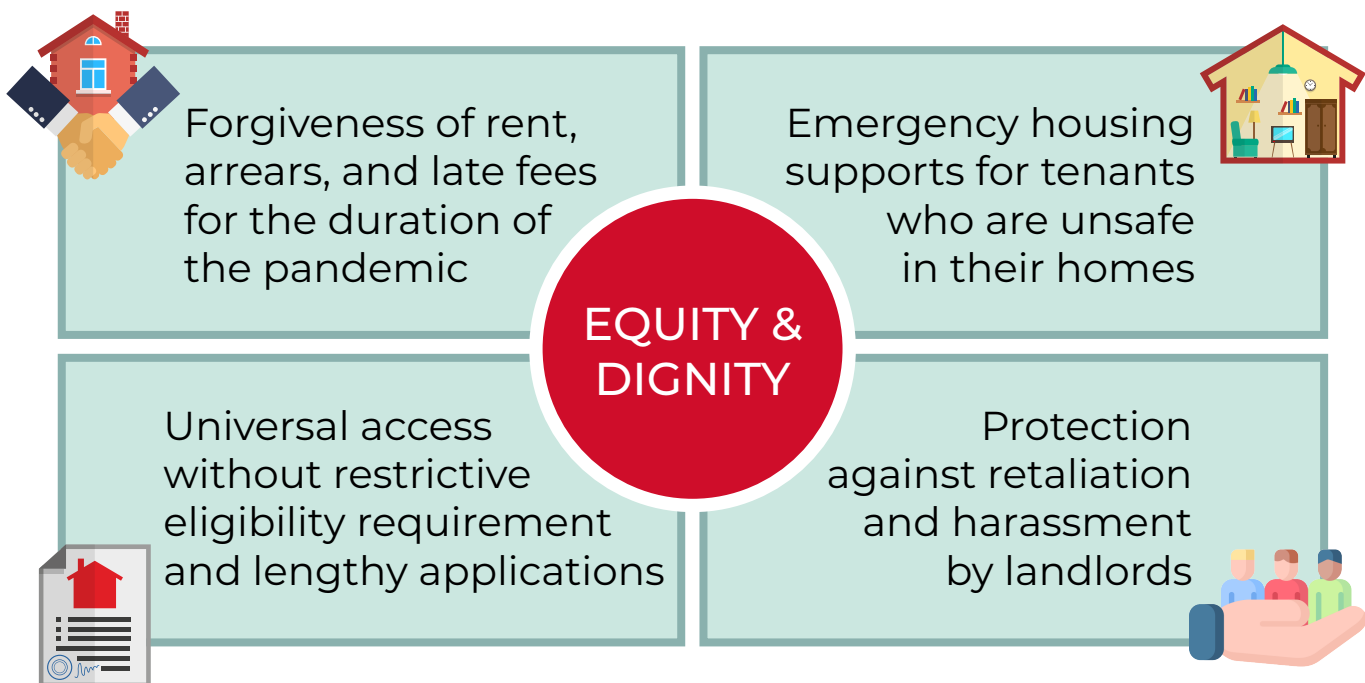 Forgiveness of rent,
arrears, and late fees
for the duration of
the pandemic
Emergency housing
supports for tenants
who are unsafe
in their homes
EQUITY &
DIGNITY
Universal access
without restrictive
eligibility requirement
and lengthy applications
Protection
against retaliation
and harassment
by landlords